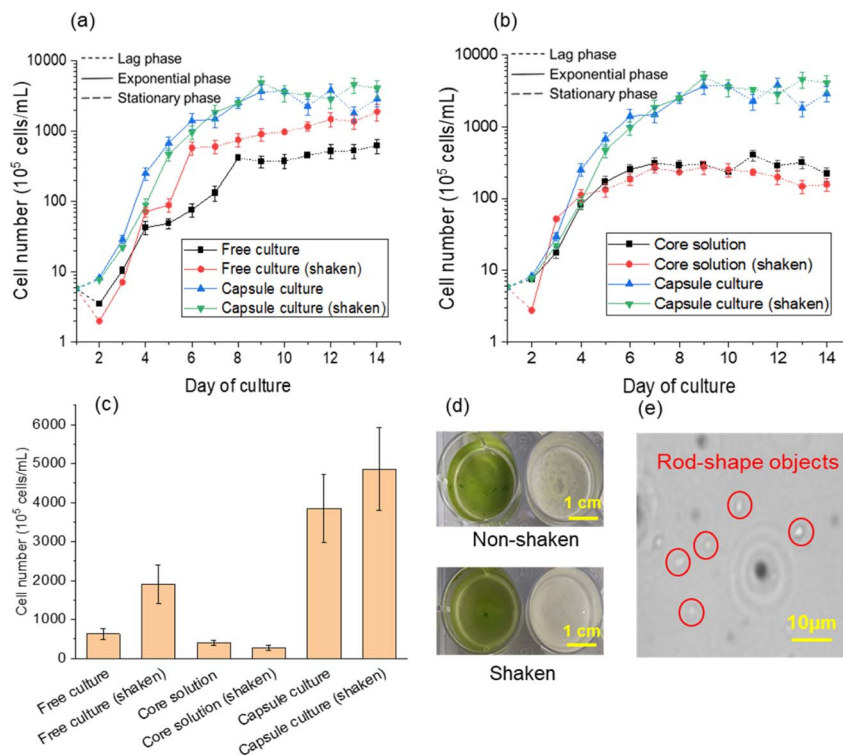 (a)
Lag phase
Exponential phase
Stationary phase
10000
1000
100
10
1
Cell number (10⁵ cells/mL)
Free culture
Free culture (shaken)
Capsule culture
Capsule culture (shaken)
2 4 6 8 10 12 14
Day of culture
(b)
Lag phase
Exponential phase
Stationary phase
10000
1000
100
10
1
Cell number (10⁵ cells/mL)
Core solution
Core solution (shaken)
Capsule culture
Capsule culture (shaken)
2 4 6 8 10 12 14
Day of culture
(c)
6000
5000
4000
3000
2000
1000
0
Cell number (10⁵ cells/mL)
Free culture
Free culture (shaken)
Core solution
Core solution (shaken)
Capsule culture
Capsule culture (shaken)
(d)
1 cm
Non-shaken
1 cm
Shaken
(e)
Rod-shape objects
10μm